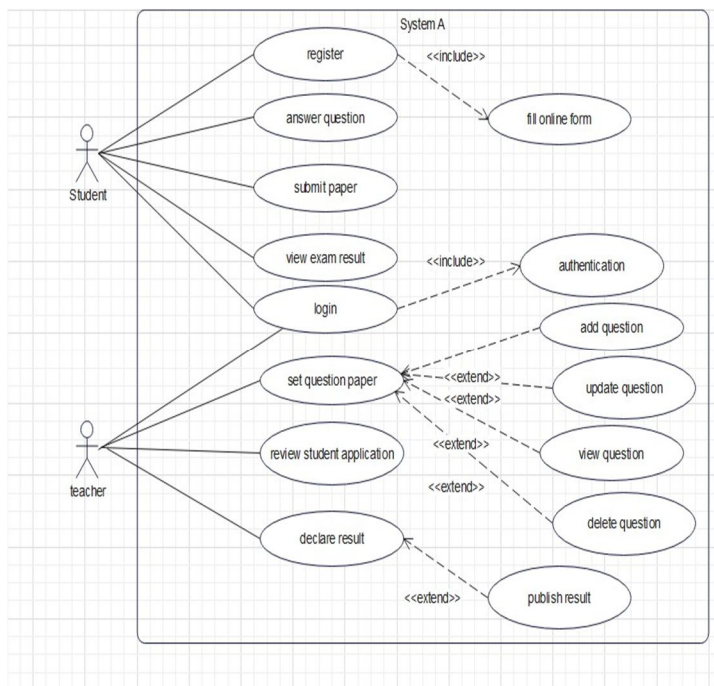 System A
register
<<include>>
answer question
fill online form
Student
submit paper
view exam result
<<include>>
authentication
login
add question
set question paper
<<extend>>
update question
<<extend>>
review student application
<<extend>>
view question
teacher
<<extend>>
delete question
declare result
<<extend>>
publish result